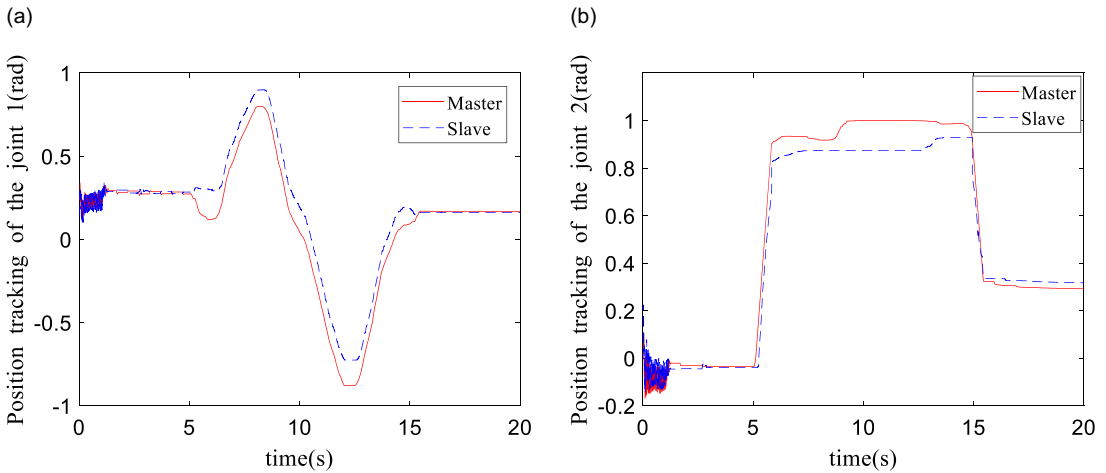 (a)
Position tracking of the joint 1(rad)
1
0.5
0
-0.5
-1
0
5
10
15
20
time(s)
Master
Slave
(b)
Position tracking of the joint 2(rad)
1
0.8
0.6
0.4
0.2
0
-0.2
0
5
10
15
20
time(s)
Master
Slave